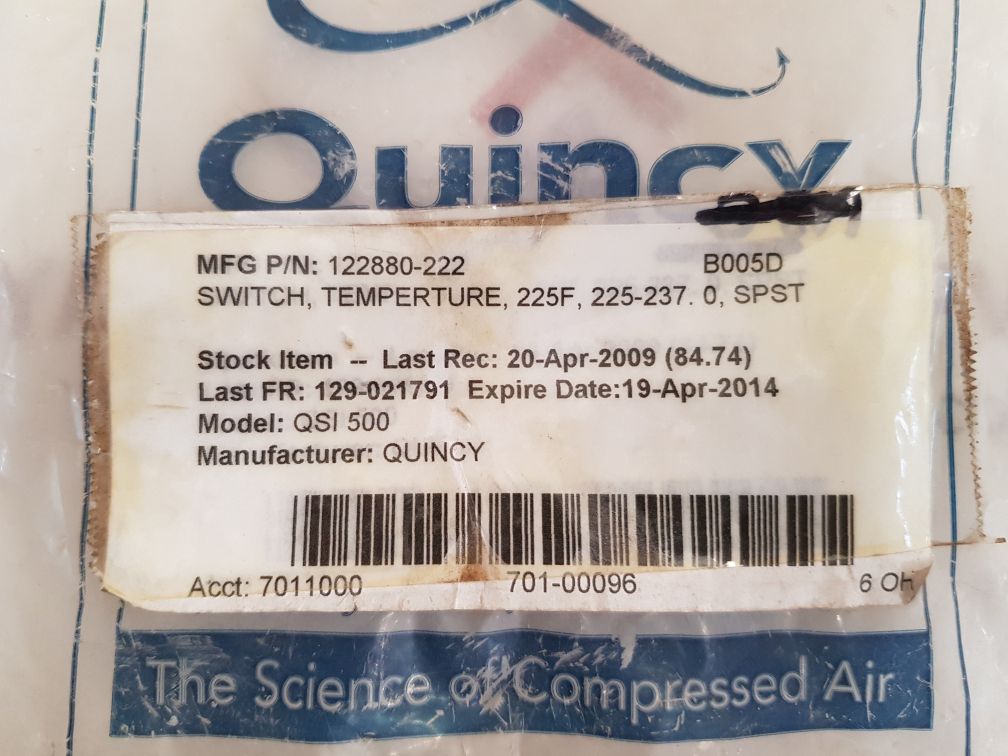 Quincy
MFG P/N: 122880-222 B005D
SWITCH, TEMPERTURE, 225F, 225-237. 0, SPST
Stock Item -- Last Rec: 20-Apr-2009 (84.74)
Last FR: 129-021791 Expire Date:19-Apr-2014
Model: QSI 500
Manufacturer: QUINCY
Acct: 7011000 701-00096 6 OH
The Science of Compressed Air